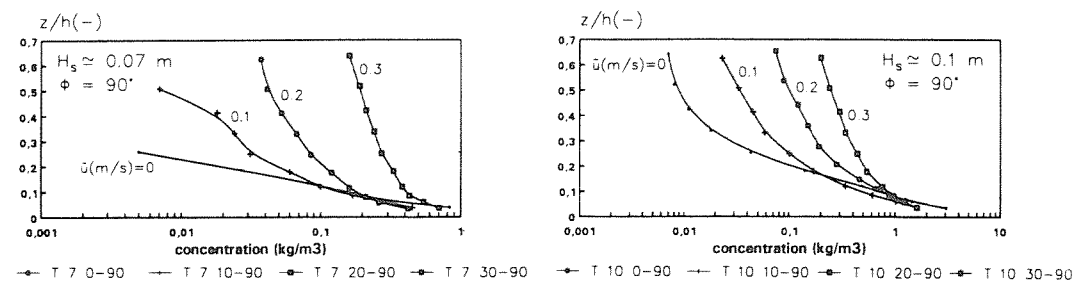 z/h(-)
0,7
0,6
0,5
0,4
0,3
0,2
0,1
0
Hs ≃ 0.07 m
Φ = 90°
0.3
0.2
0.1
ū(m/s)=0
0,001
0,01
0,1
1
concentration (kg/m3)
T 7 0-90
T 7 10-90
T 7 20-90
T 7 30-90
z/h(-)
0,7
0,6
0,5
0,4
0,3
0,2
0,1
0
ū(m/s)=0
0.1
0.2
0.3
Hs ≃ 0.1 m
Φ = 90°
0,001
0,01
0,1
1
10
concentration (kg/m3)
T 10 0-90
T 10 10-90
T 10 20-90
T 10 30-90